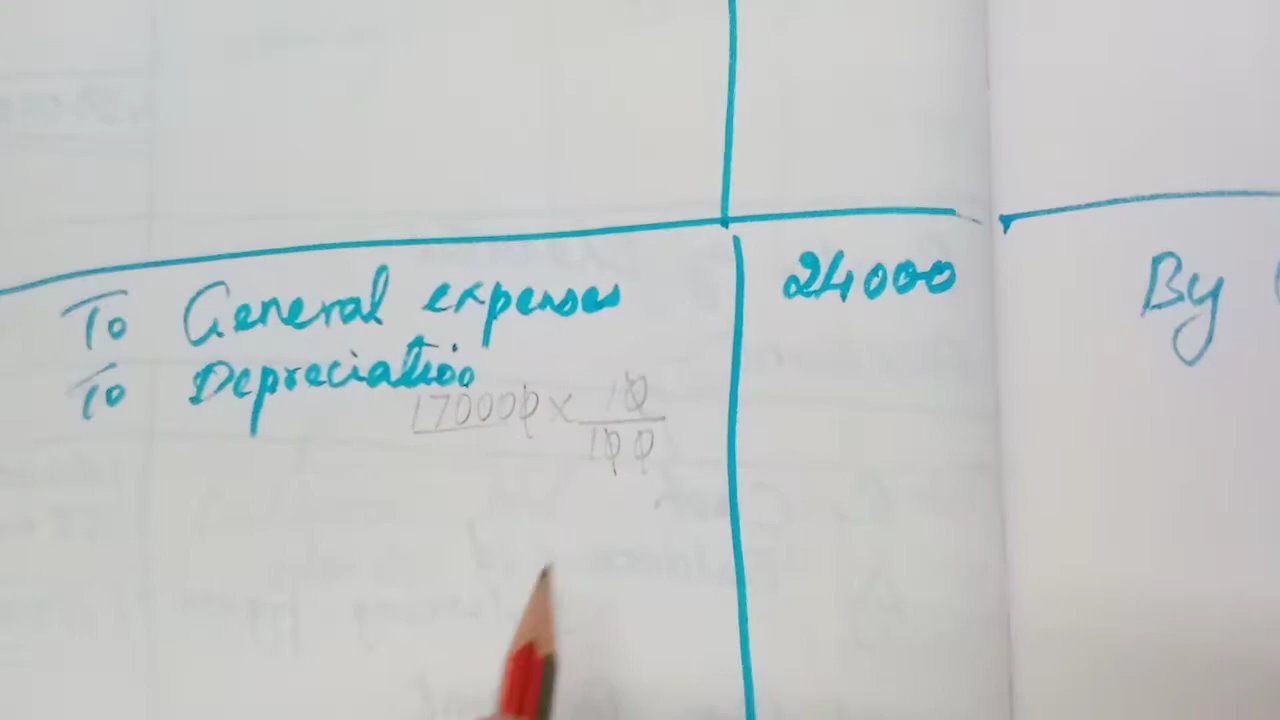 To General expenses 24000 By
To Depreciation
170000 × 10
100